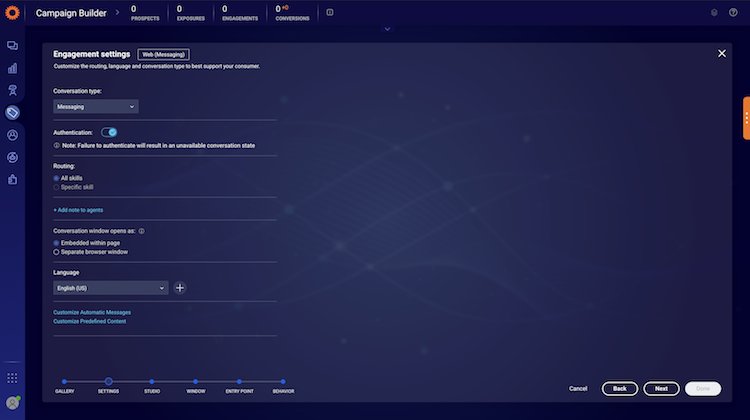 Campaign Builder
0
PROSPECTS
0
EXPOSURES
0
ENGAGEMENTS
0 +0
CONVERSIONS
Engagement settings
Web (Messaging)
Customize the routing, language and conversation type to best support your consumer.
Conversation type:
Messaging
Authentication:
Note: Failure to authenticate will result in an unavailable conversation state
Routing:
All skills
Specific skill
+ Add note to agents
Conversation window opens as:
Embedded within page
Separate browser window
Language
English (US)
Customize Automatic Messages
Customize Predefined Content
GALLERY
SETTINGS
STUDIO
WINDOW
ENTRY POINT
BEHAVIOR
Cancel
Back
Next
Done